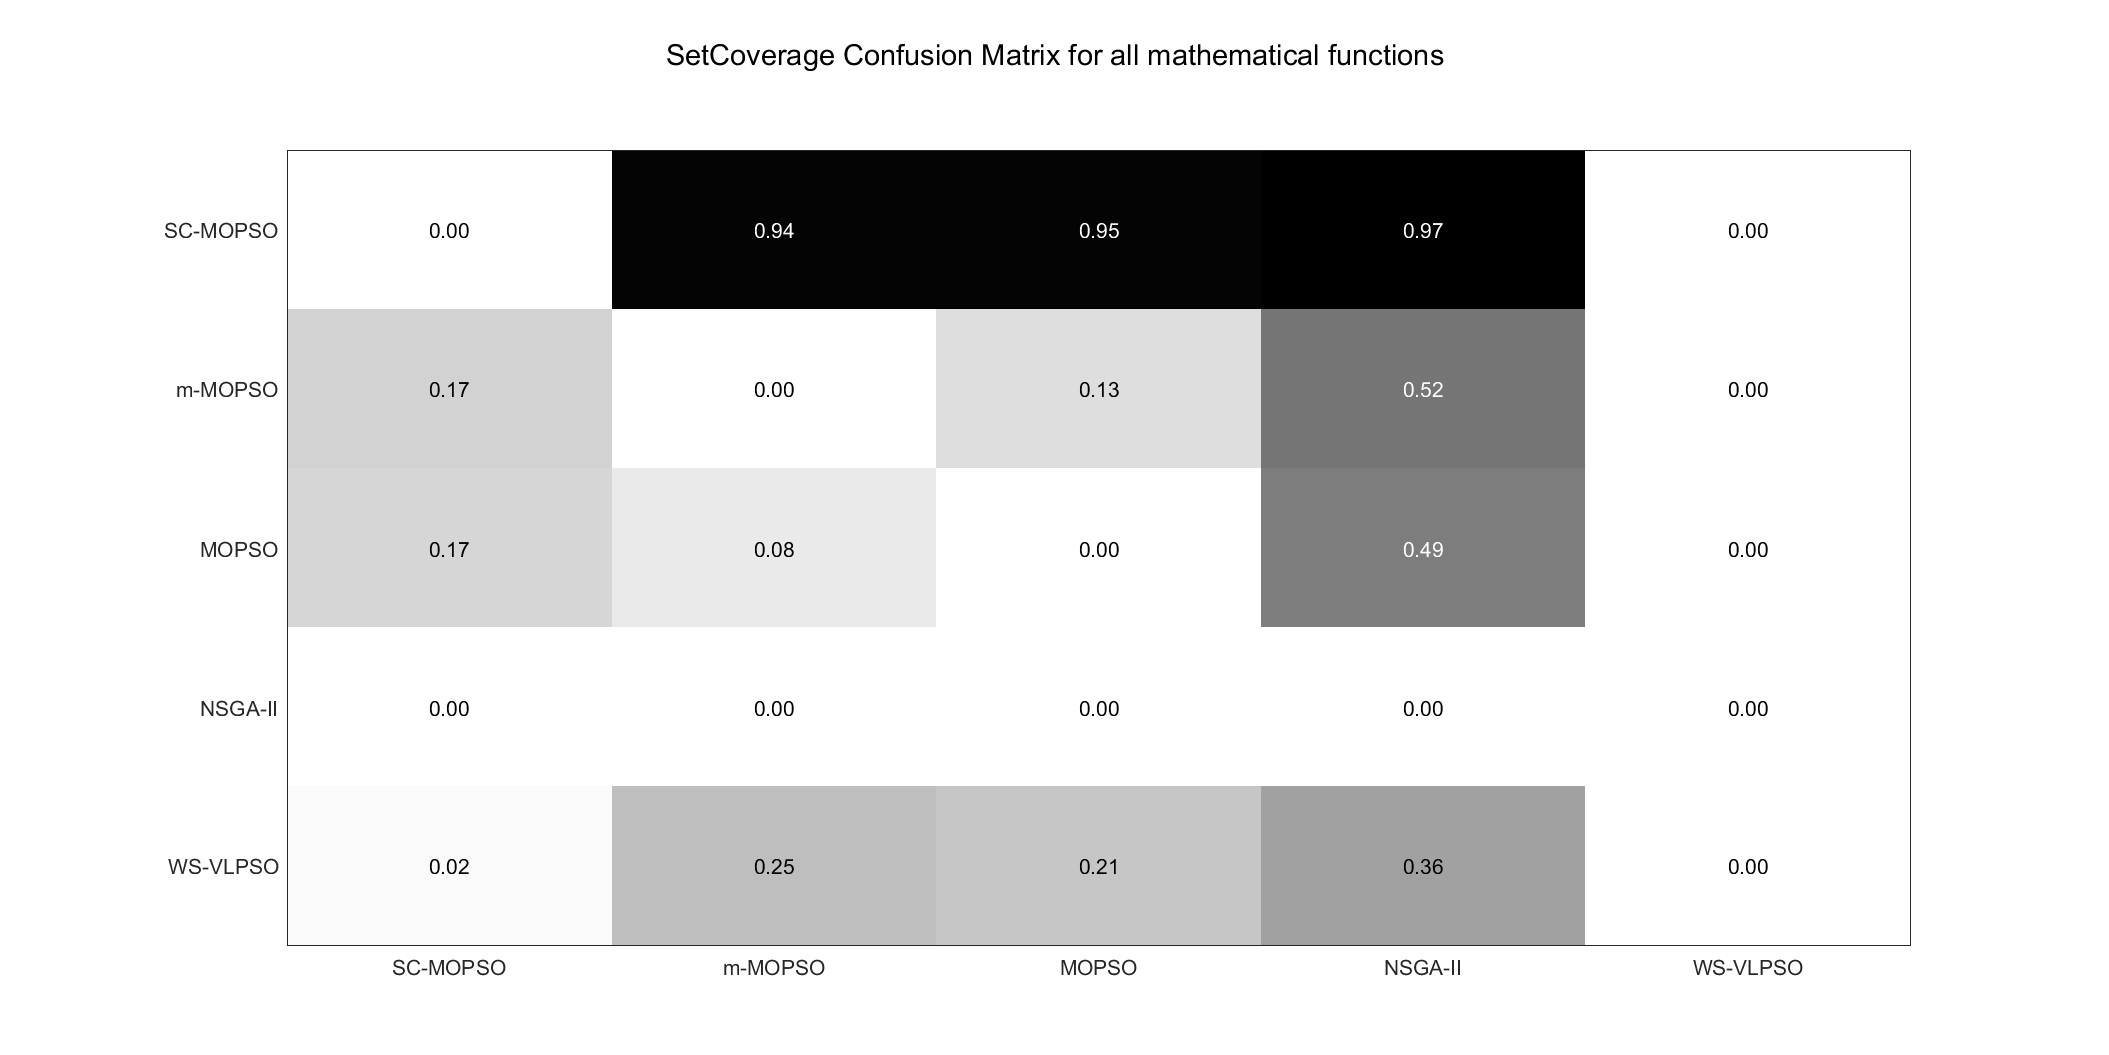 SetCoverage Confusion Matrix for all mathematical functions
SC-MOPSO 0.00 0.94 0.95 0.97 0.00
m-MOPSO 0.17 0.00 0.13 0.52 0.00
MOPSO 0.17 0.08 0.00 0.49 0.00
NSGA-II 0.00 0.00 0.00 0.00 0.00
WS-VLPSO 0.02 0.25 0.21 0.36 0.00
SC-MOPSO m-MOPSO MOPSO NSGA-II WS-VLPSO